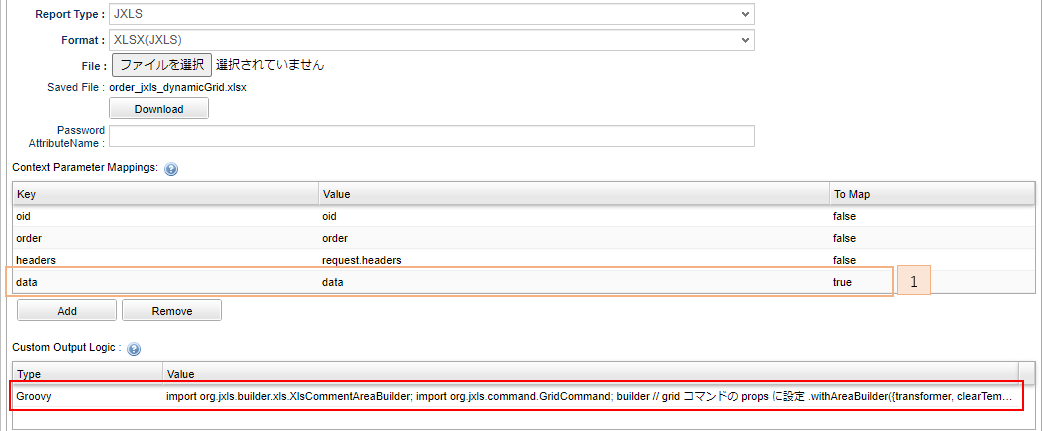 Report Type : JXLS
Format : XLSX(JXLS)
File : ファイルを選択 選択されていません
Saved File : order_jxls_dynamicGrid.xlsx
Download
Password
AttributeName :
Context Parameter Mappings: ?
Key Value To Map
oid oid false
order order false
headers request.headers false
data data true 1
Add Remove
Custom Output Logic : ?
Type Value
Groovy import org.jxls.builder.xls.XlsCommentAreaBuilder; import org.jxls.command.GridCommand; builder // grid コマンドの props に設定 .withAreaBuilder({transformer, clearTem...